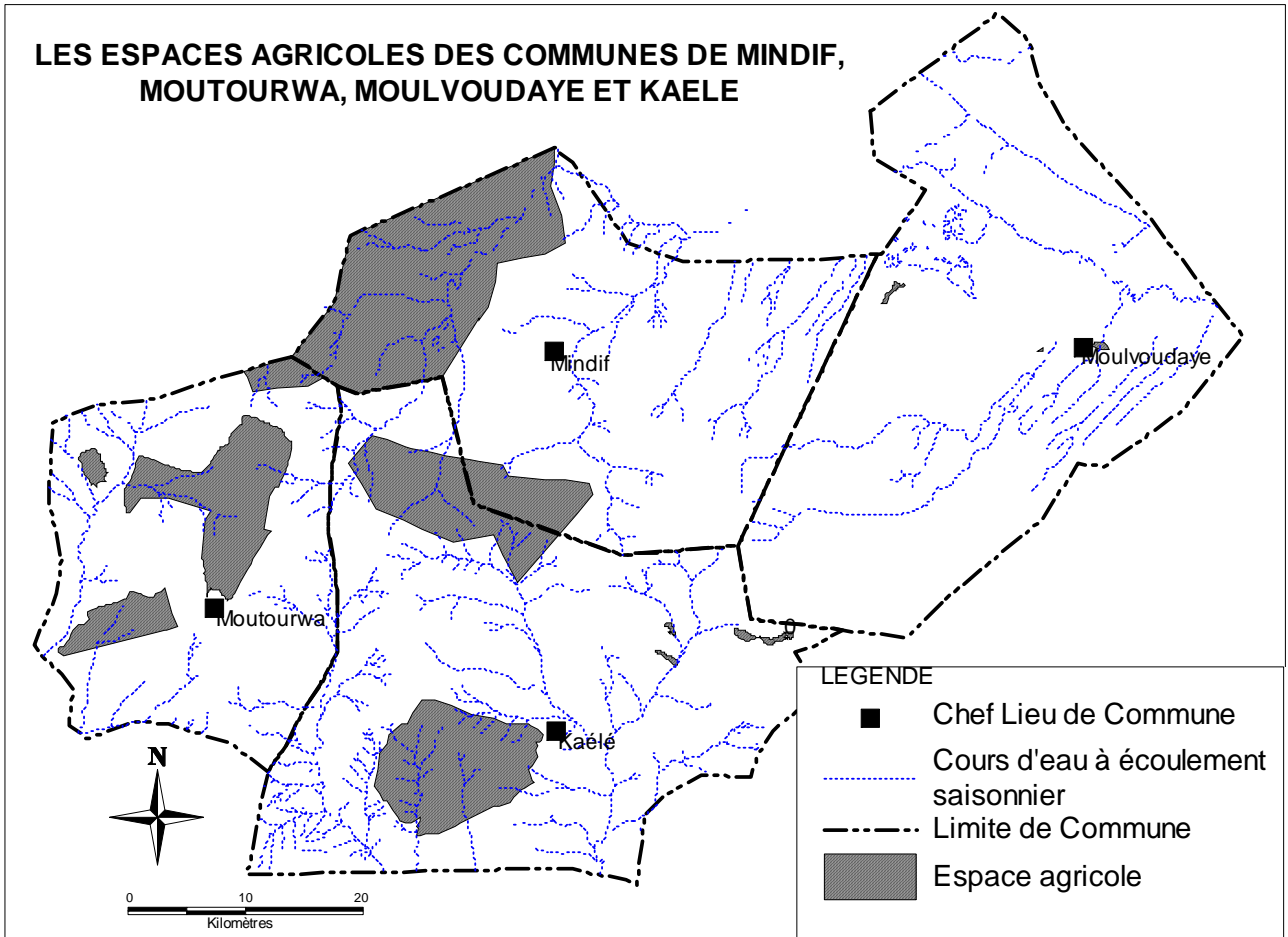 LES ESPACES AGRICOLES DES COMMUNES DE MINDIF,
MOUTOURWA, MOULVOUDAYE ET KAELE
Mindif
Moulvoudaye
Moutourwa
Kaélé
LEGENDE
Chef Lieu de Commune
Cours d'eau à écoulement
saisonnier
Limite de Commune
Espace agricole
N
0 10 20
Kilomètres